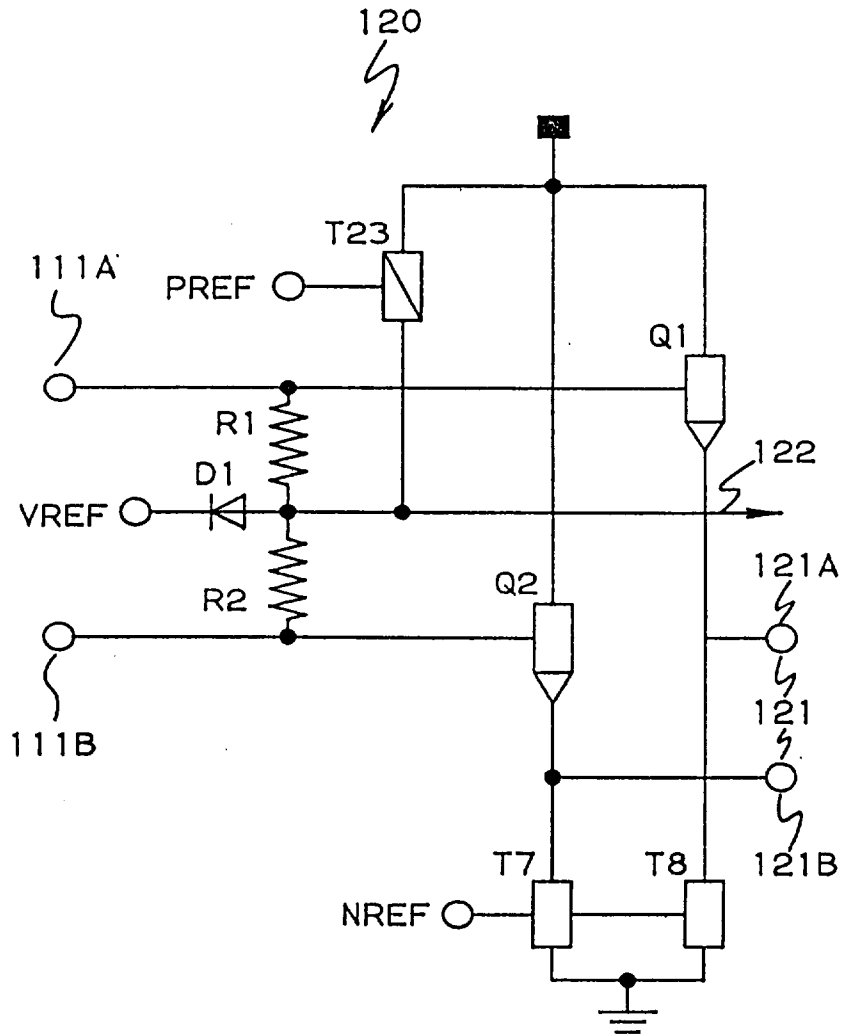 120
T23
111A
PREF
Q1
R1
D1
122
VREF
R2
Q2
121A
121
111B
121B
T7
T8
NREF